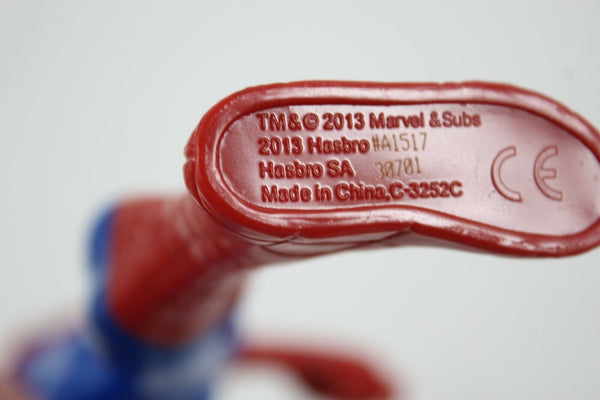 TM & © 2013 Marvel & Subs
2013 Hasbro #A1517
Hasbro SA 30701
Made in China,C-3252C
CE